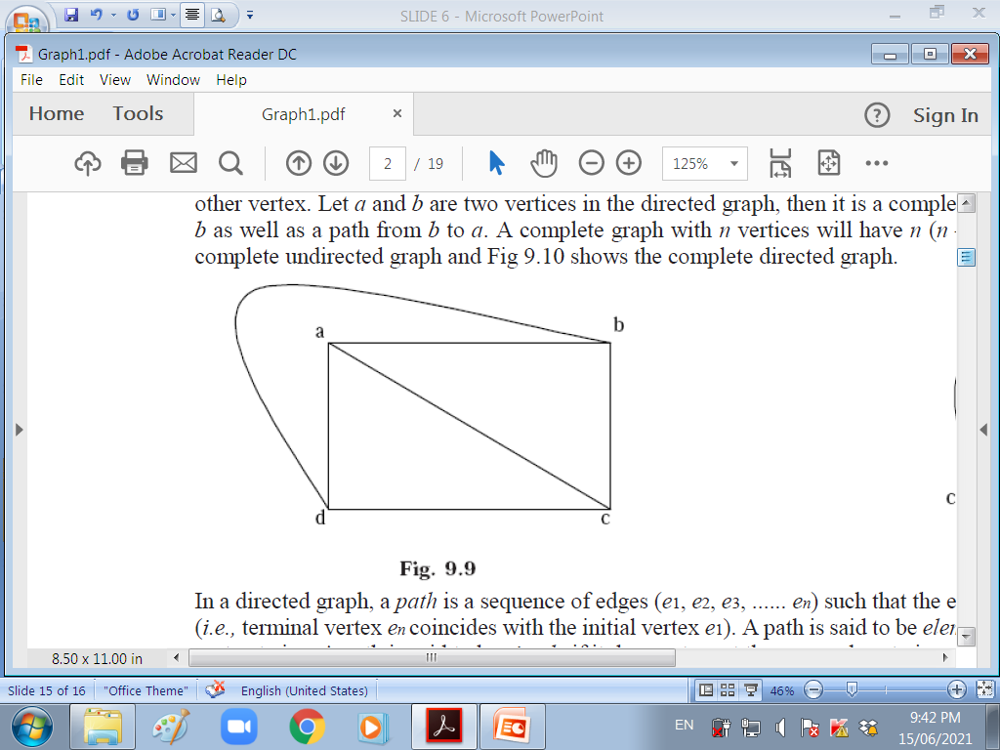 SLIDE 6 - Microsoft PowerPoint
Graph1.pdf - Adobe Acrobat Reader DC
File Edit View Window Help
Home Tools Graph1.pdf × ? Sign In
2 / 19 125%
other vertex. Let a and b are two vertices in the directed graph, then it is a comple
b as well as a path from b to a. A complete graph with n vertices will have n (n -
complete undirected graph and Fig 9.10 shows the complete directed graph.
a b
d c
c
Fig. 9.9
In a directed graph, a path is a sequence of edges (e1, e2, e3, ...... en) such that the e
(i.e., terminal vertex en coincides with the initial vertex e1). A path is said to be elem
8.50 x 11.00 in
Slide 15 of 16 "Office Theme" English (United States) 46%
EN 9:42 PM
15/06/2021